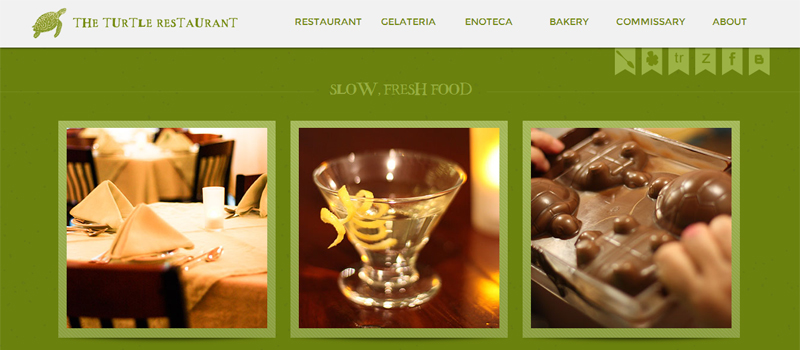 THE TURTLE RESTAURANT
RESTAURANT GELATERIA ENOTECA BAKERY COMMISSARY ABOUT
tr Z f B
SLOW, FRESH FOOD